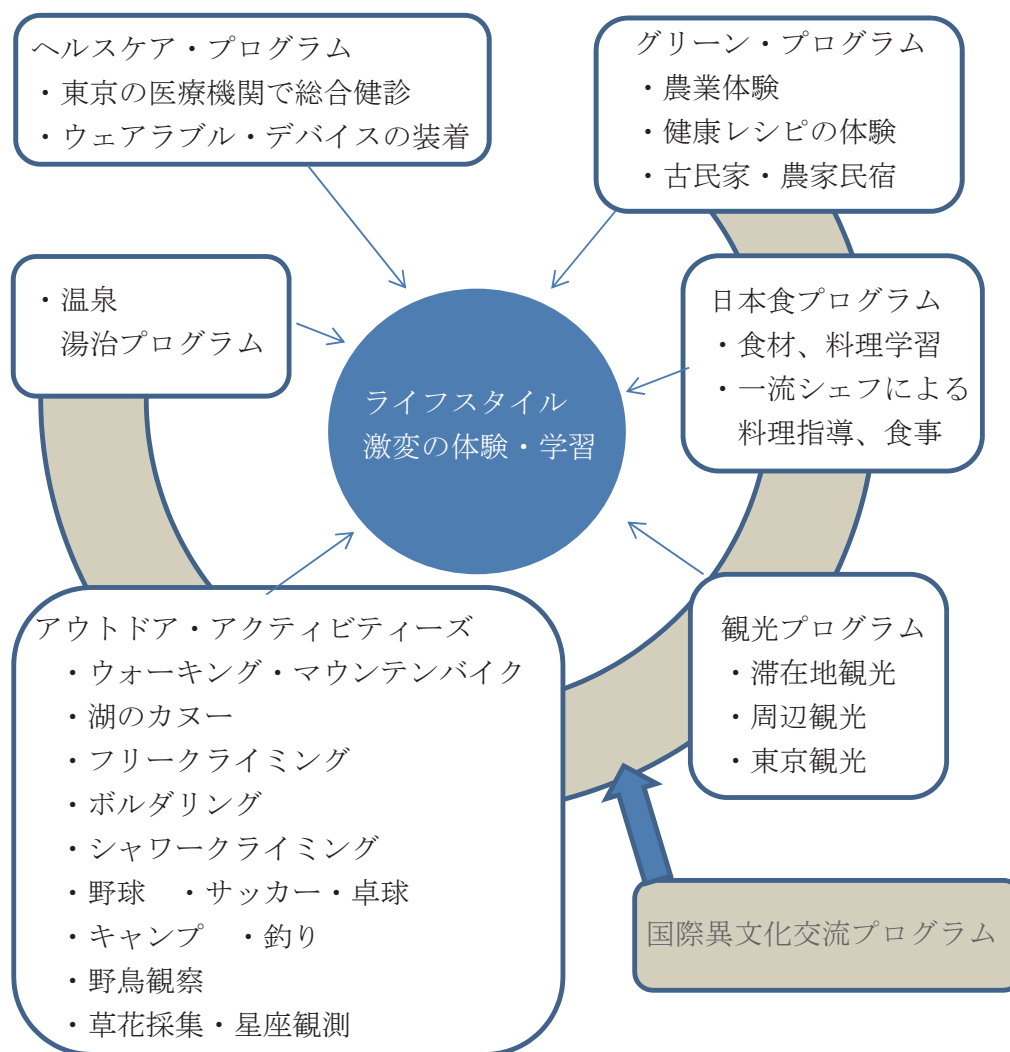 ヘルスケア・プログラム
・東京の医療機関で総合健診
・ウェアラブル・デバイスの装着
グリーン・プログラム
・農業体験
・健康レシピの体験
・古民家・農家民宿
・温泉
湯治プログラム
日本食プログラム
・食材、料理学習
・一流シェフによる
料理指導、食事
ライフスタイル
激変の体験・学習
アウトドア・アクティビティーズ
・ウォーキング・マウンテンバイク
・湖のカヌー
・フリークライミング
・ボルダリング
・シャワークライミング
・野球　・サッカー・卓球
・キャンプ　・釣り
・野鳥観察
・草花採集・星座観測
観光プログラム
・滞在地観光
・周辺観光
・東京観光
国際異文化交流プログラム